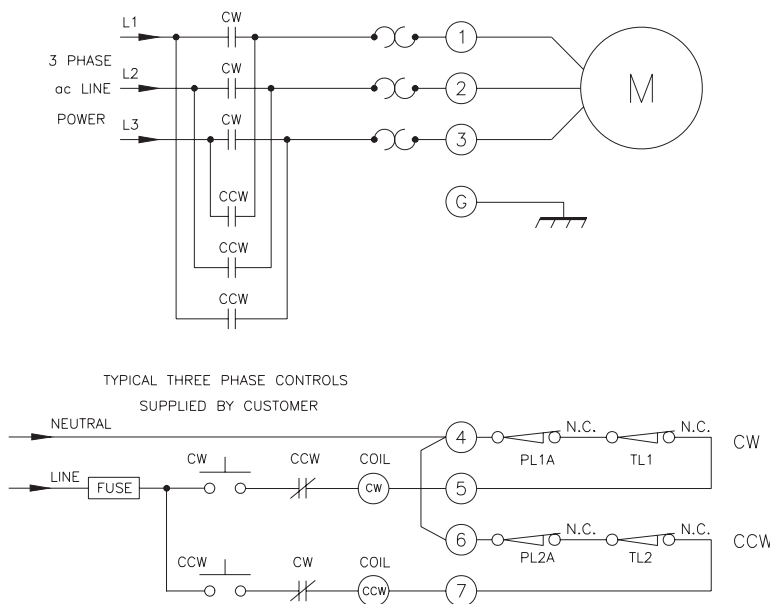 L1
CW
1
3 PHASE
L2
CW
ac LINE
2
M
POWER
L3
CW
3
CCW
G
CCW
CCW
TYPICAL THREE PHASE CONTROLS
SUPPLIED BY CUSTOMER
NEUTRAL
4
N.C.
N.C.
CW
PL1A
TL1
LINE
FUSE
CW
CCW
COIL
CW
5
6
N.C.
N.C.
CCW
PL2A
TL2
CCW
CW
COIL
CCW
7